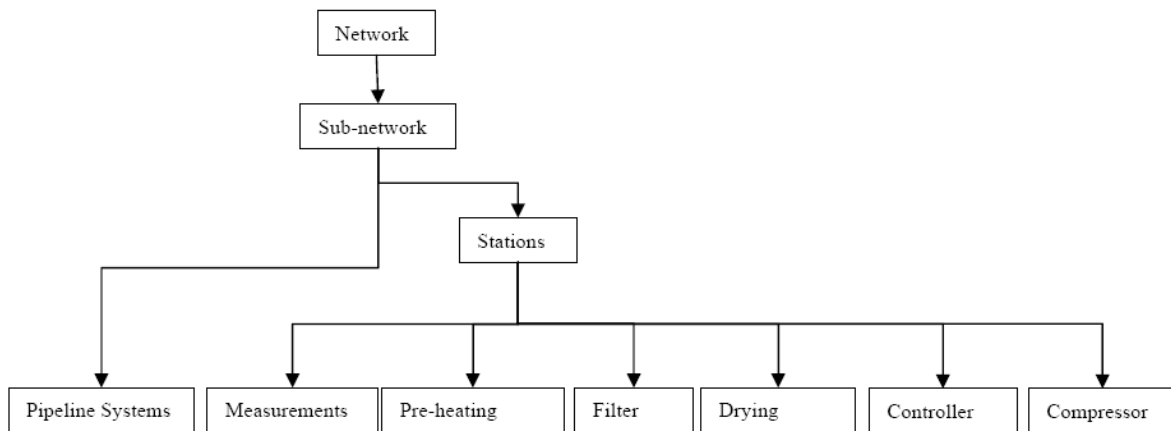 Network
Sub-network
Stations
Pipeline Systems
Measurements
Pre-heating
Filter
Drying
Controller
Compressor